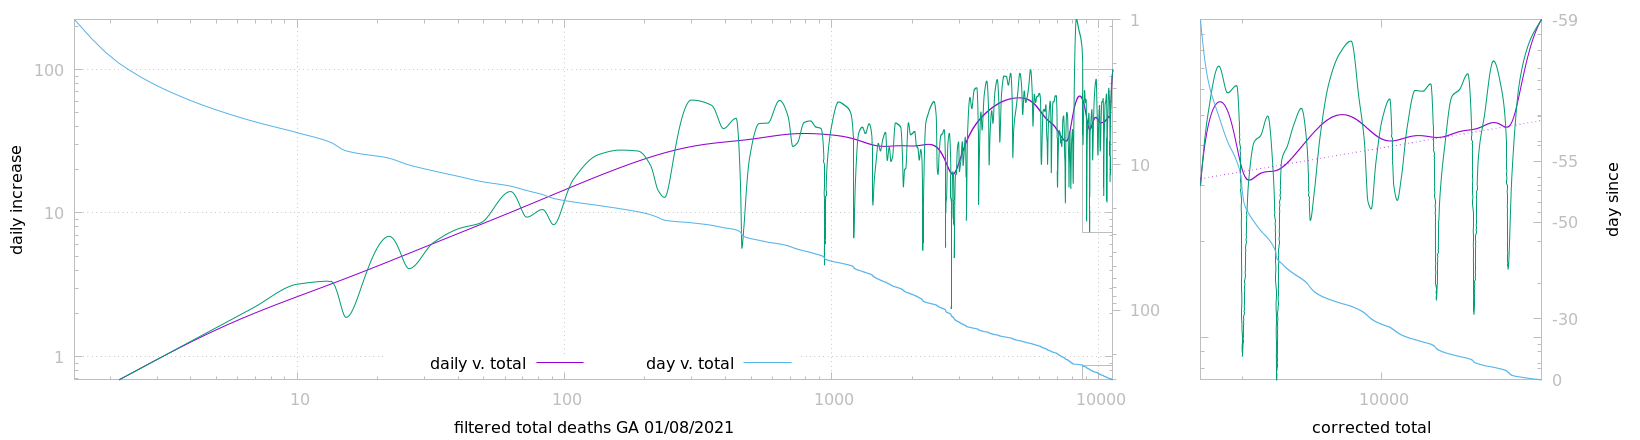 100
10
1
daily increase
daily v. total
day v. total
10
100
1000
10000
filtered total deaths GA 01/08/2021
1
10
100
-59
-55
-50
-30
0
day since
10000
corrected total